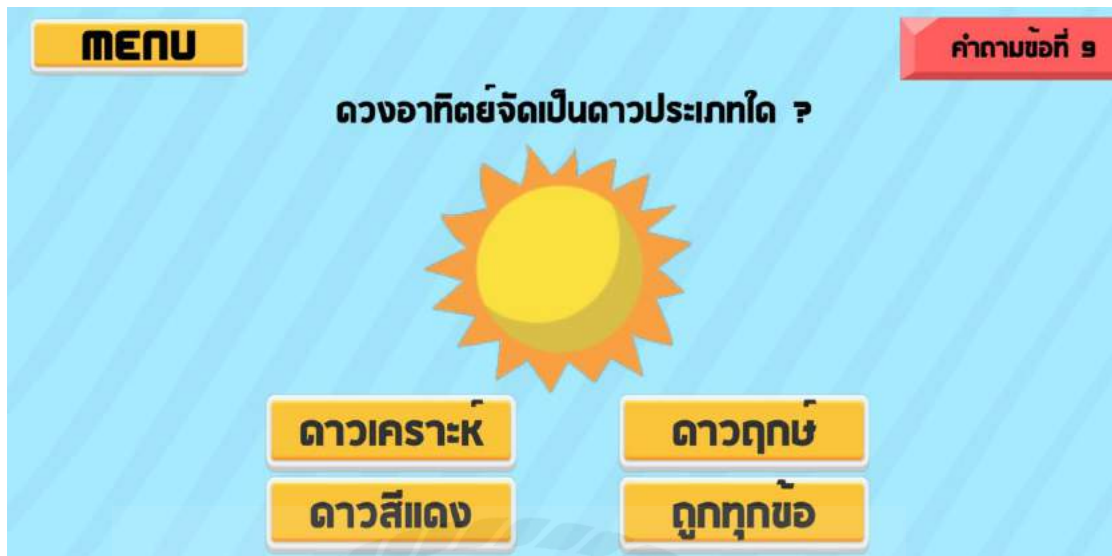 MENU
คำถามข้อที่ 9
ดวงอาทิตย์จัดเป็นดาวประเภทใด ?
ดาวเคราะห์
ดาวฤกษ์
ดาวสีแดง
ถูกทุกข้อ